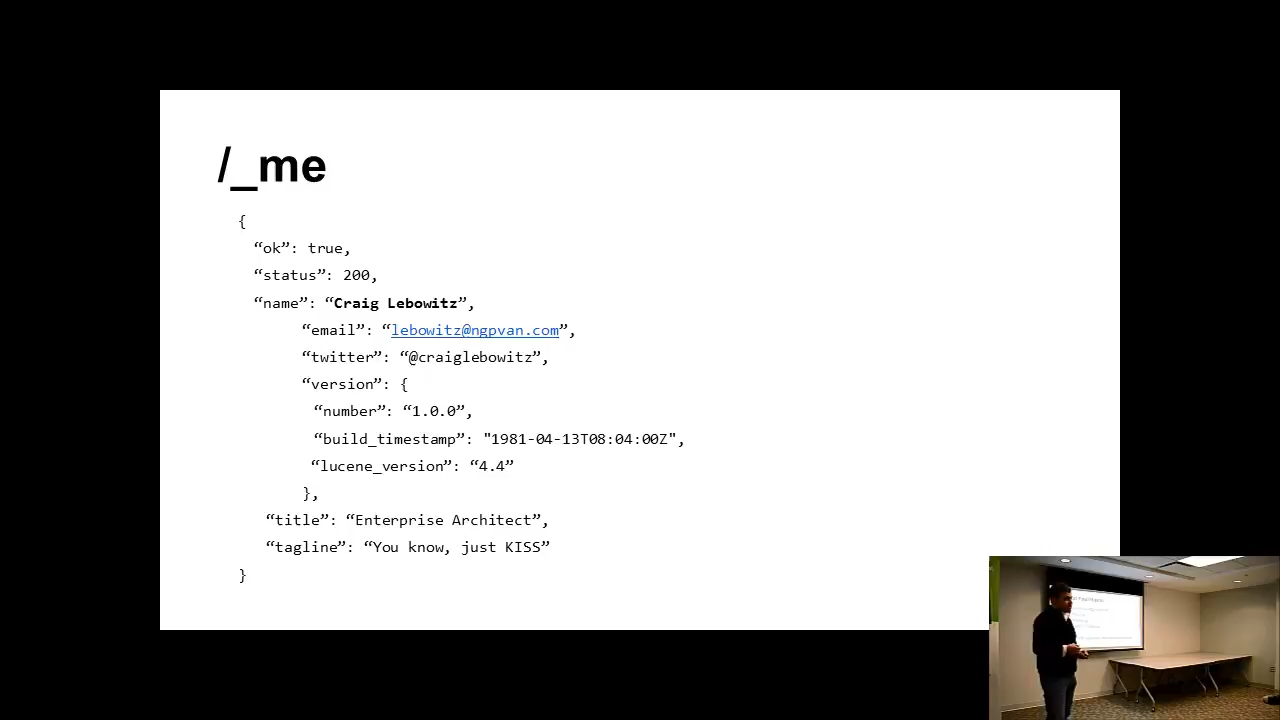 /_me
{
“ok”: true,
“status”: 200,
“name”: “Craig Lebowitz”,
“email”: “lebowitz@ngpvan.com”,
“twitter”: “@craiglebowitz”,
“version”: {
“number”: “1.0.0”,
“build_timestamp”: "1981-04-13T08:04:00Z",
“lucene_version”: “4.4”
},
“title”: “Enterprise Architect”,
“tagline”: “You know, just KISS”
}